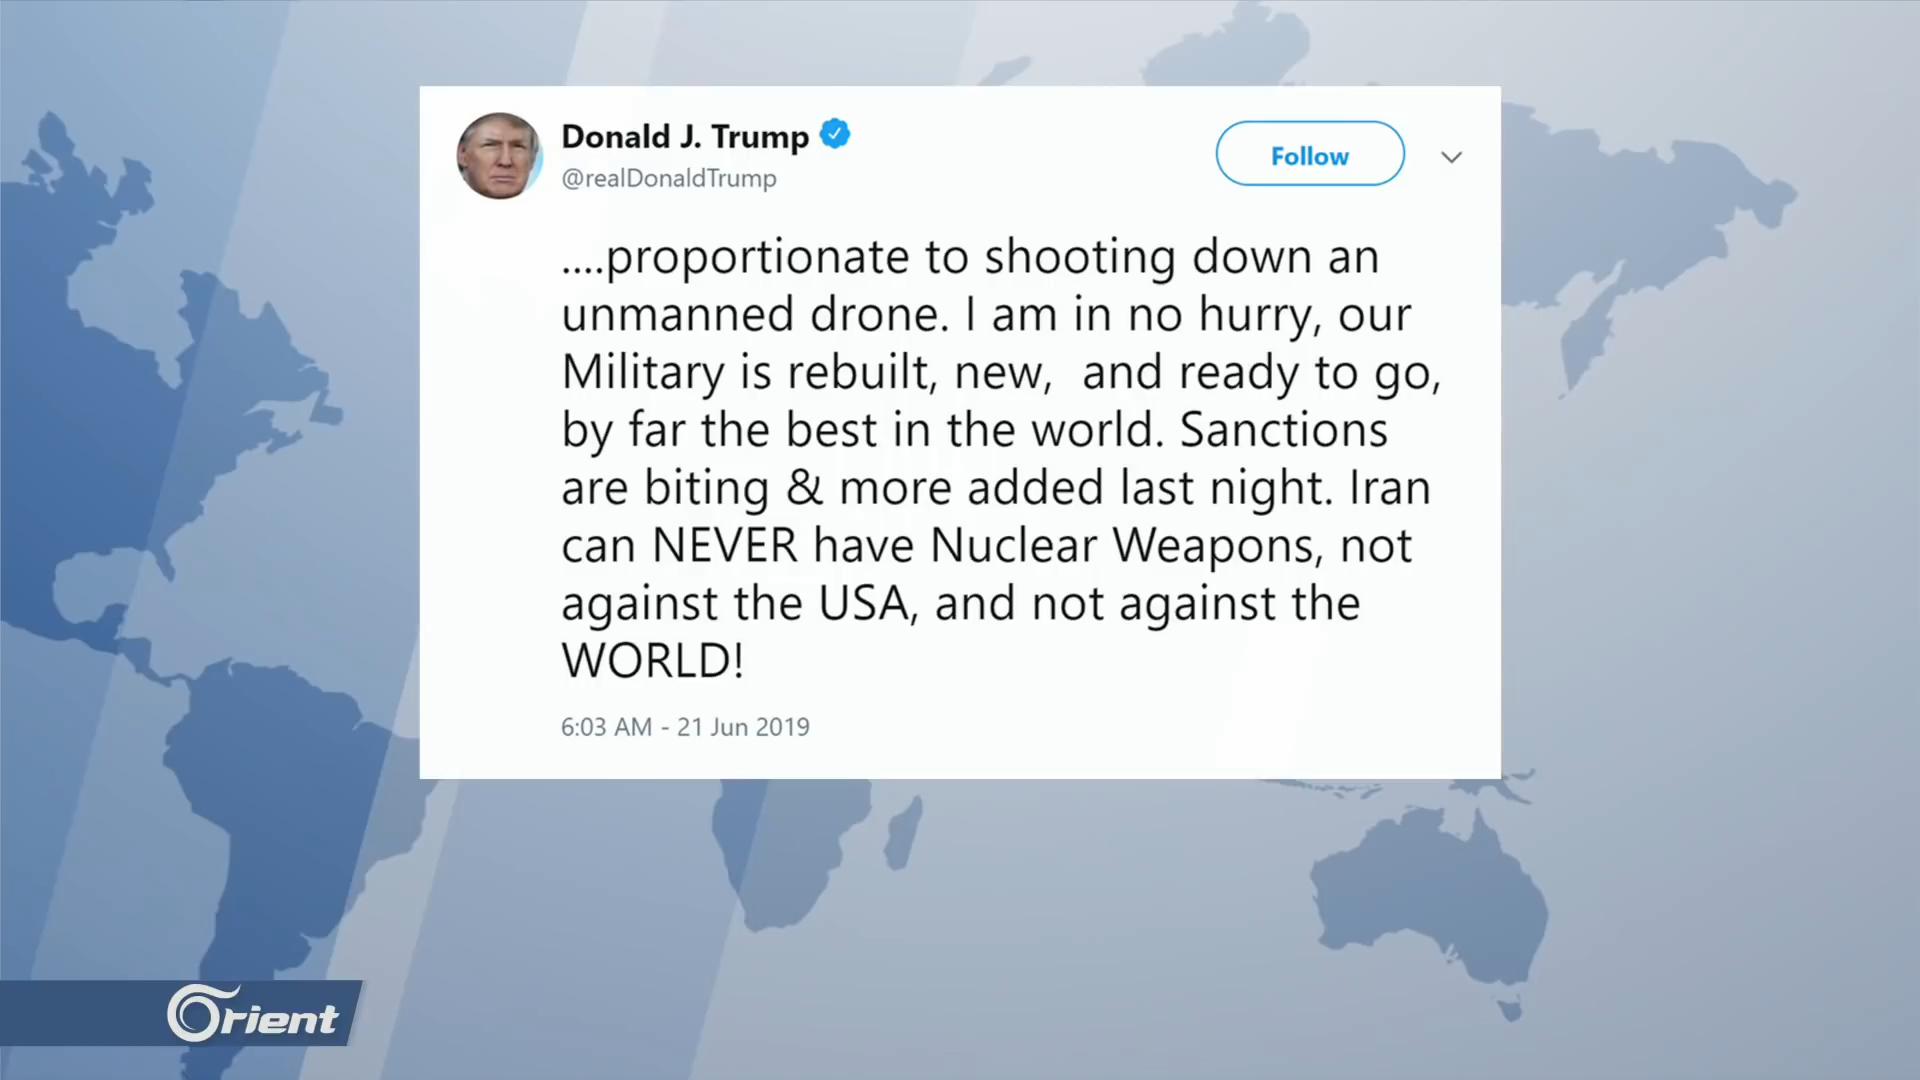 Donald J. Trump
@realDonaldTrump
Follow
....proportionate to shooting down an
unmanned drone. I am in no hurry, our
Military is rebuilt, new,  and ready to go,
by far the best in the world. Sanctions
are biting & more added last night. Iran
can NEVER have Nuclear Weapons, not
against the USA, and not against the
WORLD!
6:03 AM - 21 Jun 2019
Orient